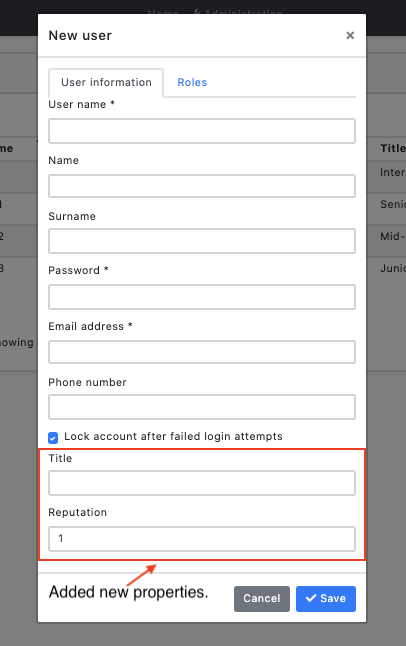 Home Administration
New user ×
User information Roles
User name *
Name
Surname
Password *
Email address *
Phone number
Lock account after failed login attempts
Title
Reputation
1
Added new properties.
Cancel Save
me Title
Inter
1 Senio
2 Mid-
3 Junio
nowing